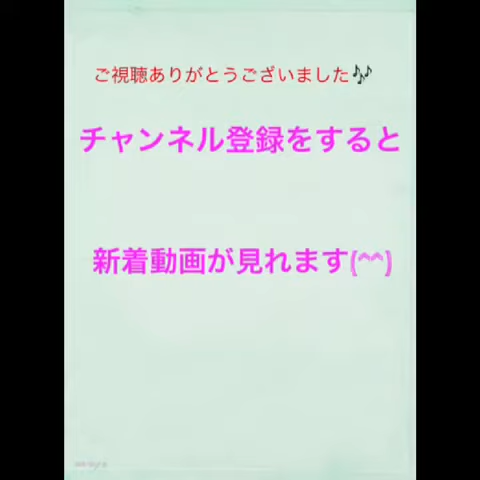 ご視聴ありがとうございました🎶
チャンネル登録をすると
新着動画が見れます(^^)